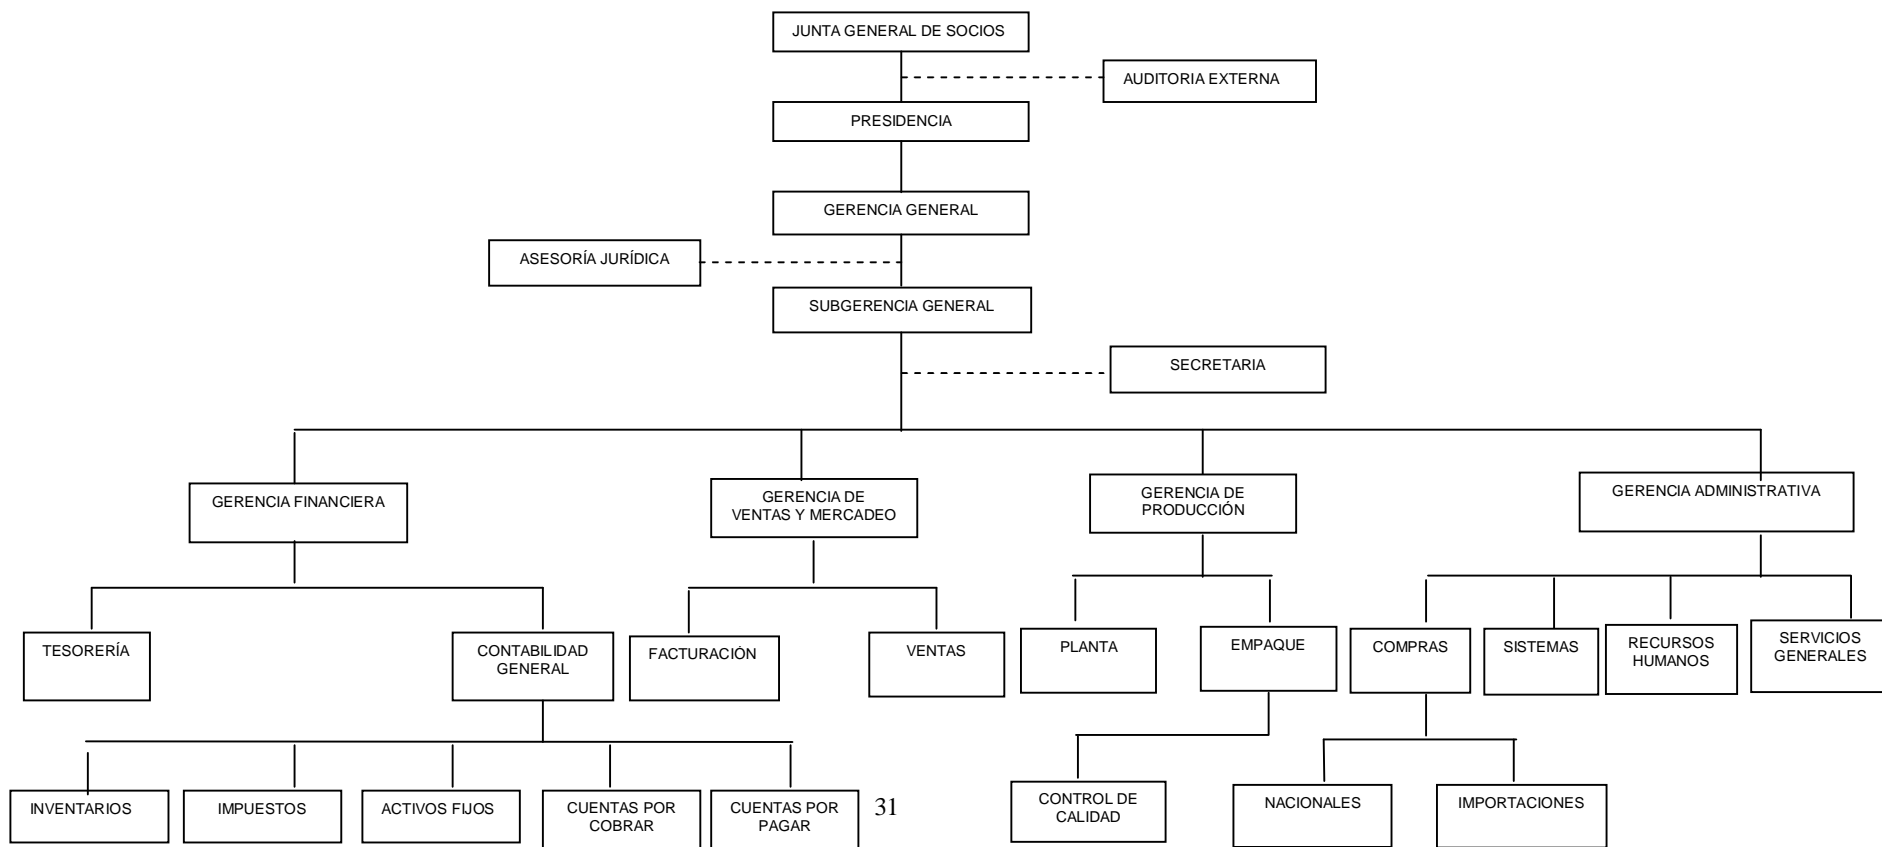 JUNTA GENERAL DE SOCIOS
AUDITORIA EXTERNA
PRESIDENCIA
GERENCIA GENERAL
ASESORÍA JURÍDICA
SUBGERENCIA GENERAL
SECRETARIA
GERENCIA FINANCIERA
GERENCIA DE
VENTAS Y MERCADEO
GERENCIA DE
PRODUCCIÓN
GERENCIA ADMINISTRATIVA
TESORERÍA
CONTABILIDAD
GENERAL
FACTURACIÓN
VENTAS
PLANTA
EMPAQUE
COMPRAS
SISTEMAS
RECURSOS
HUMANOS
SERVICIOS
GENERALES
INVENTARIOS
IMPUESTOS
ACTIVOS FIJOS
CUENTAS POR
COBRAR
CUENTAS POR
PAGAR
31
CONTROL DE
CALIDAD
NACIONALES
IMPORTACIONES